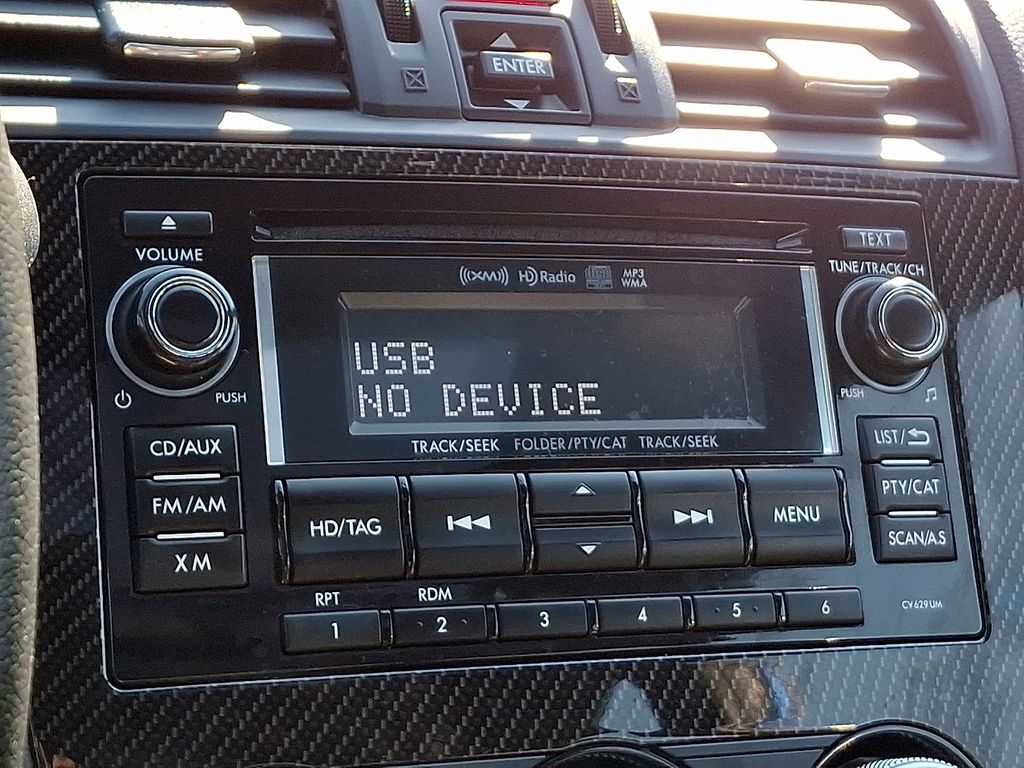 ENTER
VOLUME
TEXT
TUNE/TRACK/CH
((XM)) HD Radio MP3
WMA
USB
NO DEVICE
PUSH
PUSH
TRACK/SEEK FOLDER/PTY/CAT TRACK/SEEK
CD/AUX
FM/AM
XM
HD/TAG
MENU
LIST/
PTY/CAT
SCAN/A.S
RPT RDM
1 2 3 4 5 6
CV629UM